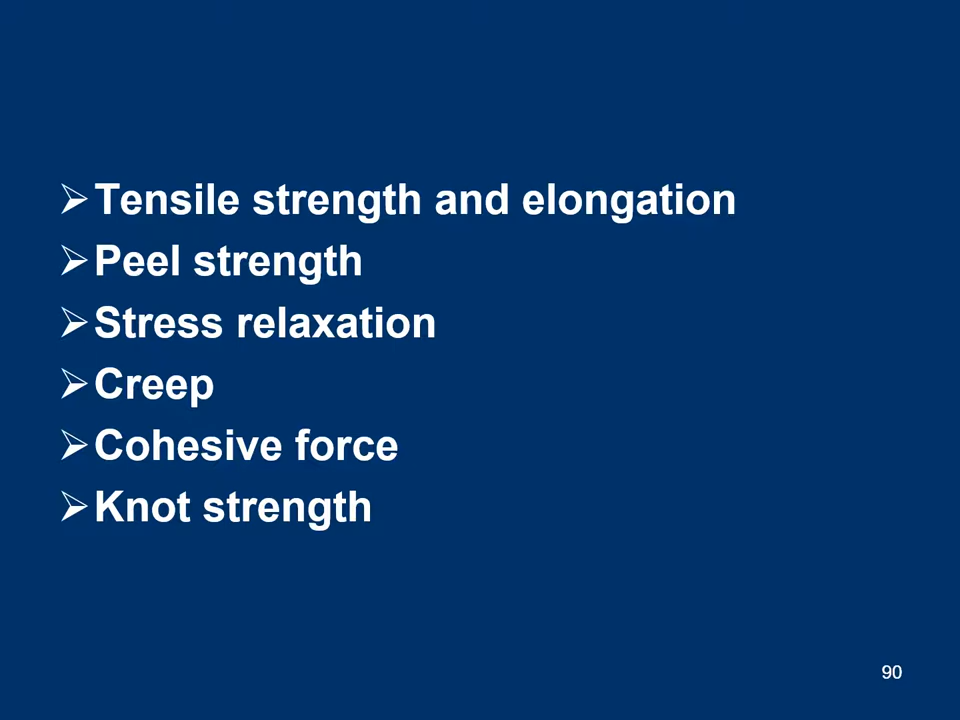 ➢Tensile strength and elongation
➢Peel strength
➢Stress relaxation
➢Creep
➢Cohesive force
➢Knot strength
90